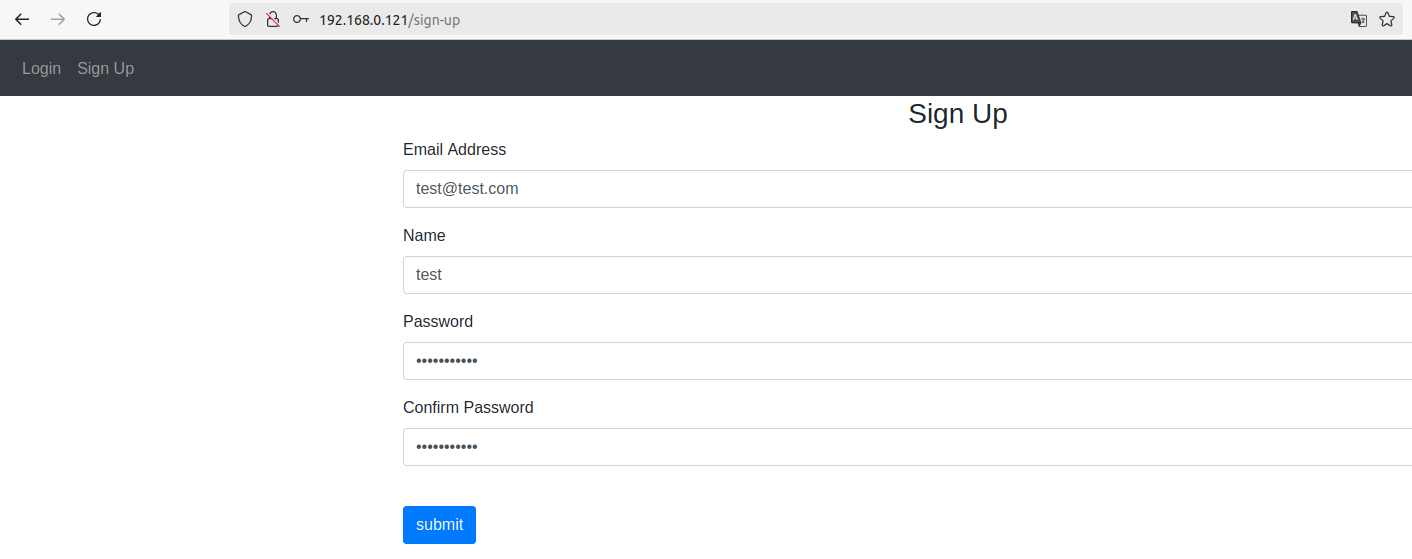 192.168.0.121/sign-up
Login Sign Up
Sign Up
Email Address
test@test.com
Name
test
Password
•••••••••••
Confirm Password
•••••••••••
submit